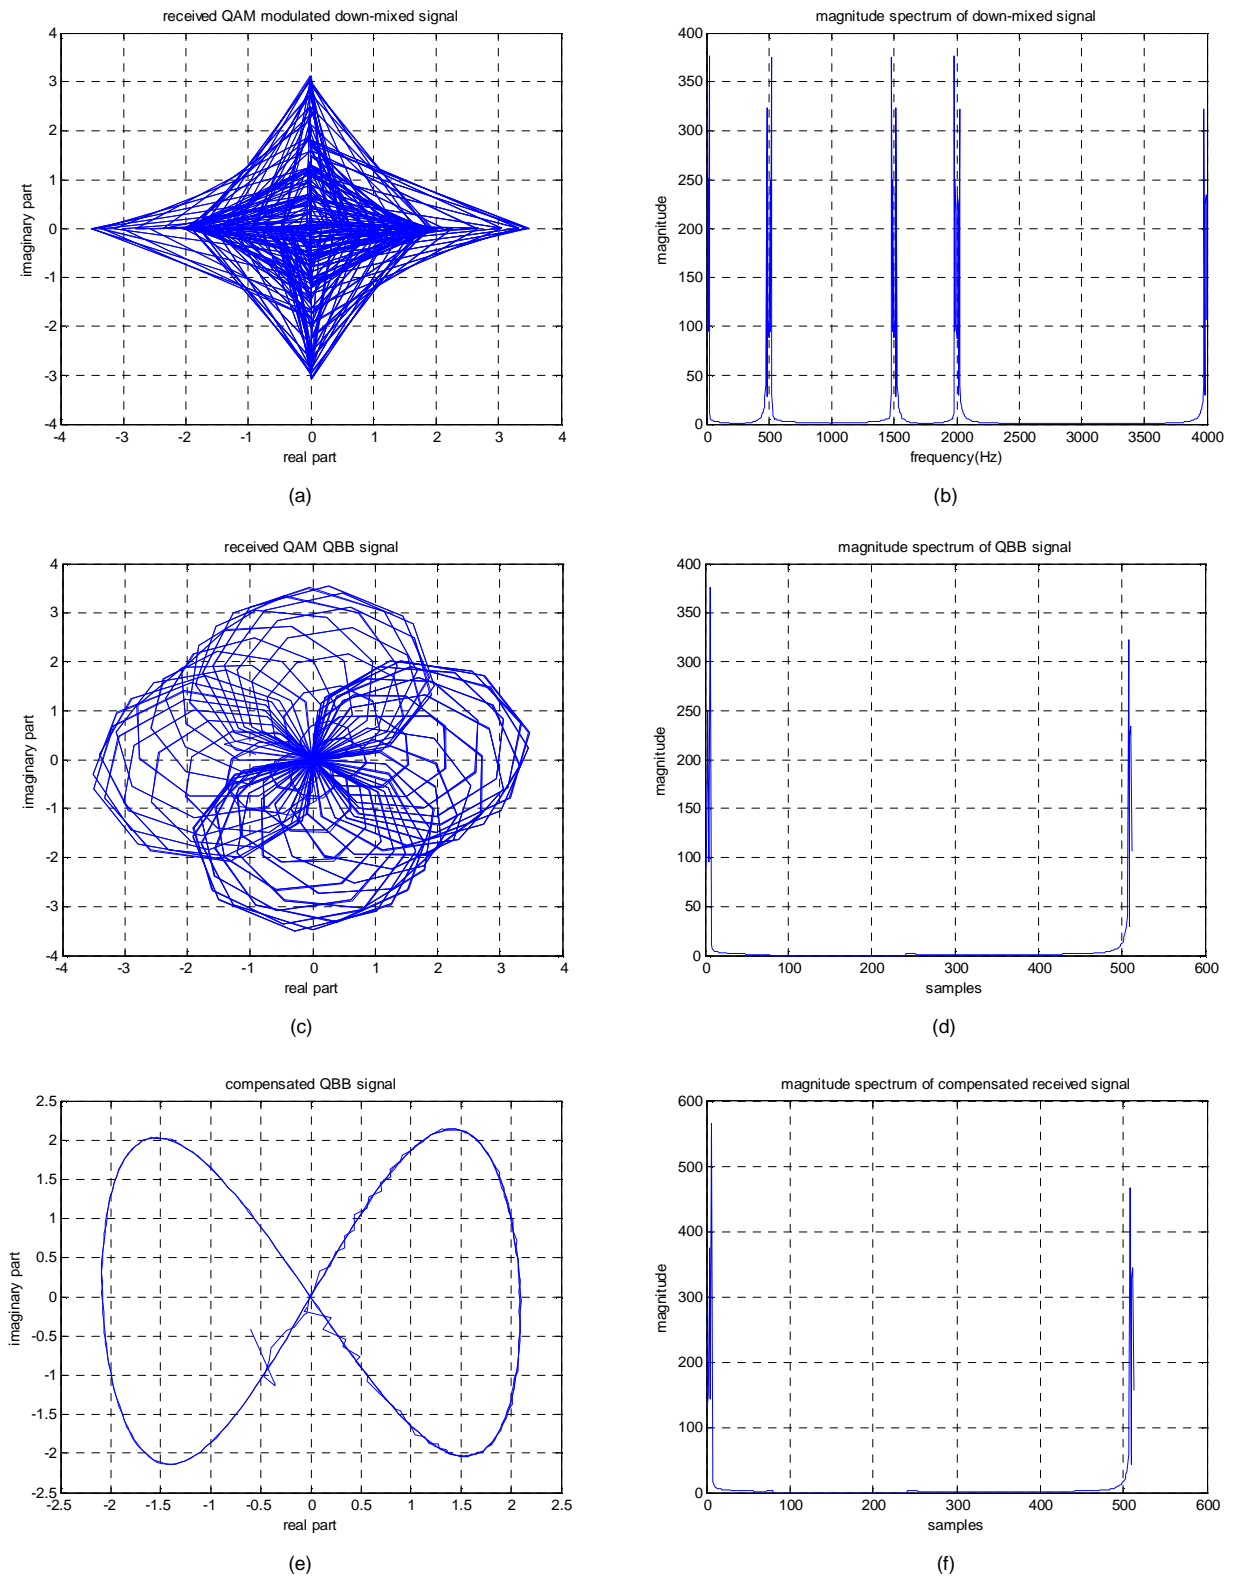 received QAM modulated down-mixed signal
4
3
2
1
0
-1
-2
-3
-4
-4 -3 -2 -1 0 1 2 3 4
imaginary part
real part
(a)
magnitude spectrum of down-mixed signal
400
350
300
250
200
150
100
50
0
0 500 1000 1500 2000 2500 3000 3500 4000
magnitude
frequency(Hz)
(b)
received QAM QBB signal
4
3
2
1
0
-1
-2
-3
-4
-4 -3 -2 -1 0 1 2 3 4
imaginary part
real part
(c)
magnitude spectrum of QBB signal
400
350
300
250
200
150
100
50
0
0 100 200 300 400 500 600
magnitude
samples
(d)
compensated QBB signal
2.5
2
1.5
1
0.5
0
-0.5
-1
-1.5
-2
-2.5
-2.5 -2 -1.5 -1 -0.5 0 0.5 1 1.5 2 2.5
imaginary part
real part
(e)
magnitude spectrum of compensated received signal
600
500
400
300
200
100
0
0 100 200 300 400 500 600
magnitude
samples
(f)